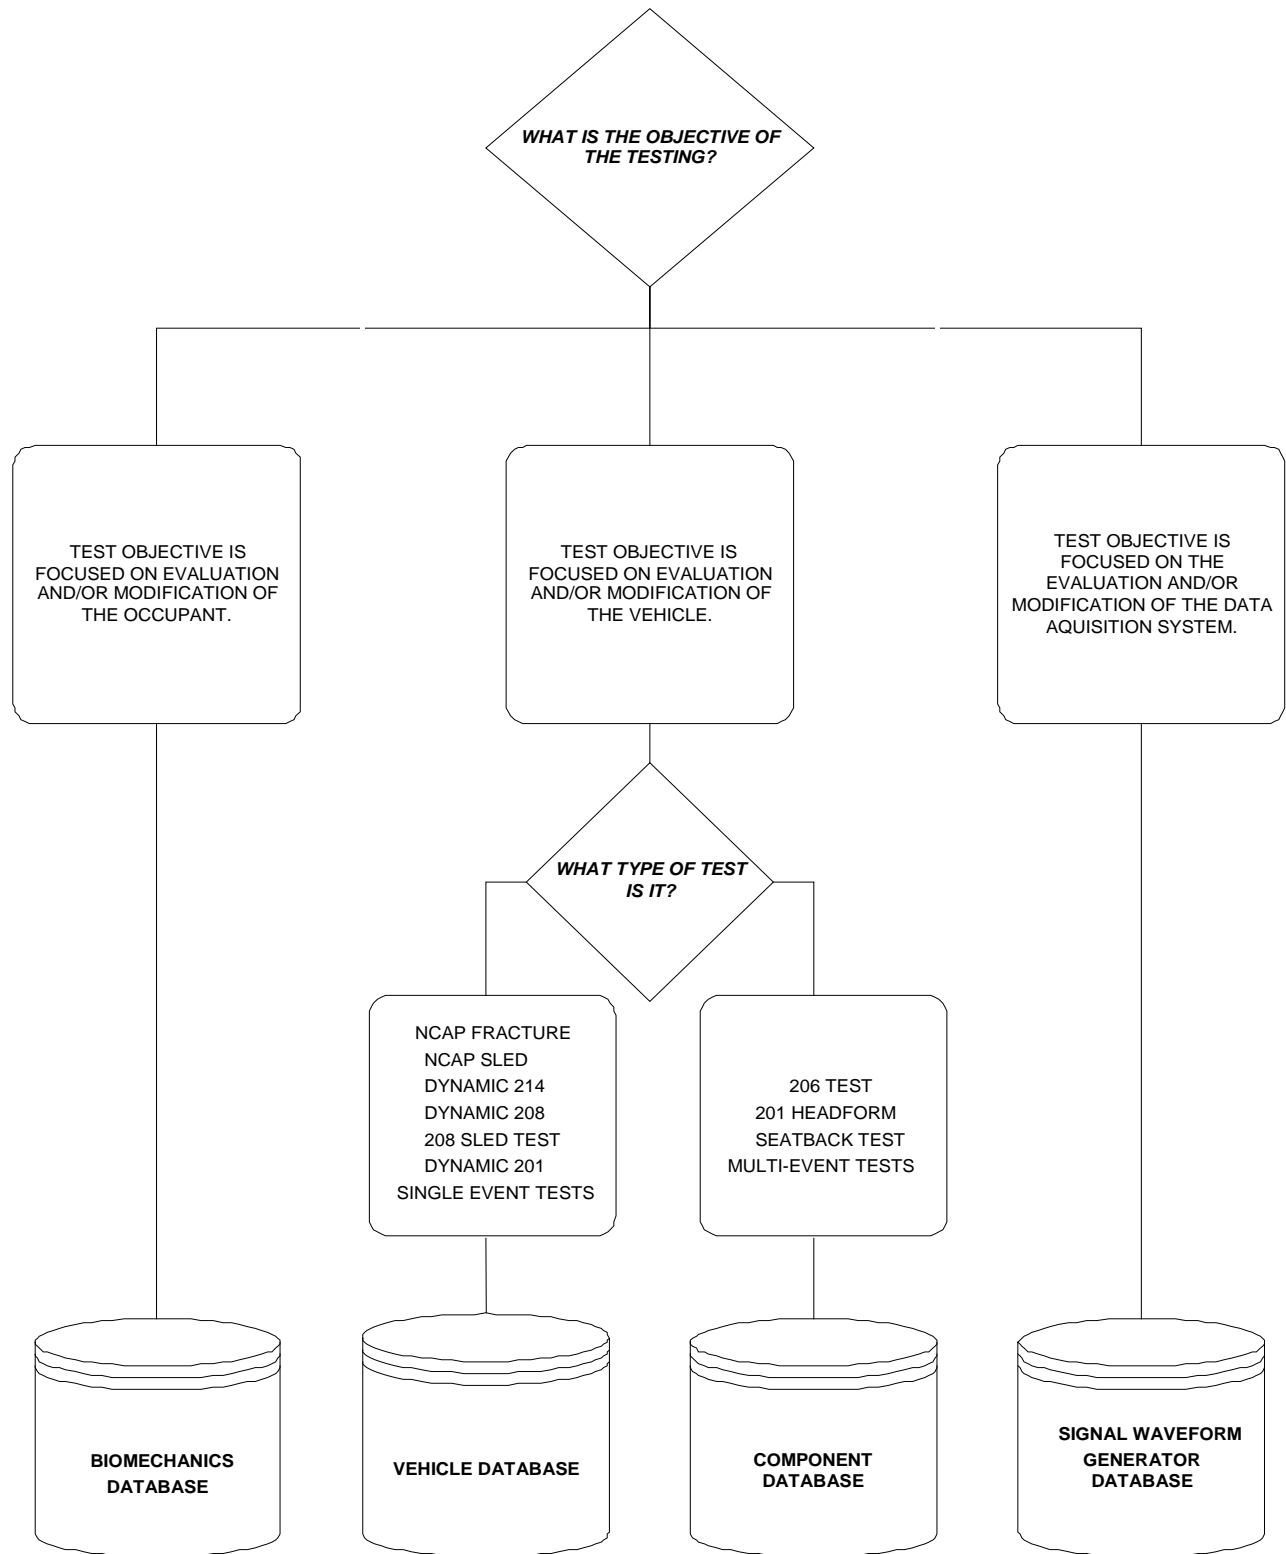 WHAT IS THE OBJECTIVE OF
THE TESTING?
TEST OBJECTIVE IS
FOCUSED ON EVALUATION
AND/OR MODIFICATION OF
THE OCCUPANT.
TEST OBJECTIVE IS
FOCUSED ON EVALUATION
AND/OR MODIFICATION OF
THE VEHICLE.
TEST OBJECTIVE IS
FOCUSED ON THE
EVALUATION AND/OR
MODIFICATION OF THE DATA
AQUISITION SYSTEM.
WHAT TYPE OF TEST
IS IT?
NCAP FRACTURE
NCAP SLED
DYNAMIC 214
DYNAMIC 208
208 SLED TEST
DYNAMIC 201
SINGLE EVENT TESTS
206 TEST
201 HEADFORM
SEATBACK TEST
MULTI-EVENT TESTS
BIOMECHANICS
DATABASE
VEHICLE DATABASE
COMPONENT
DATABASE
SIGNAL WAVEFORM
GENERATOR
DATABASE